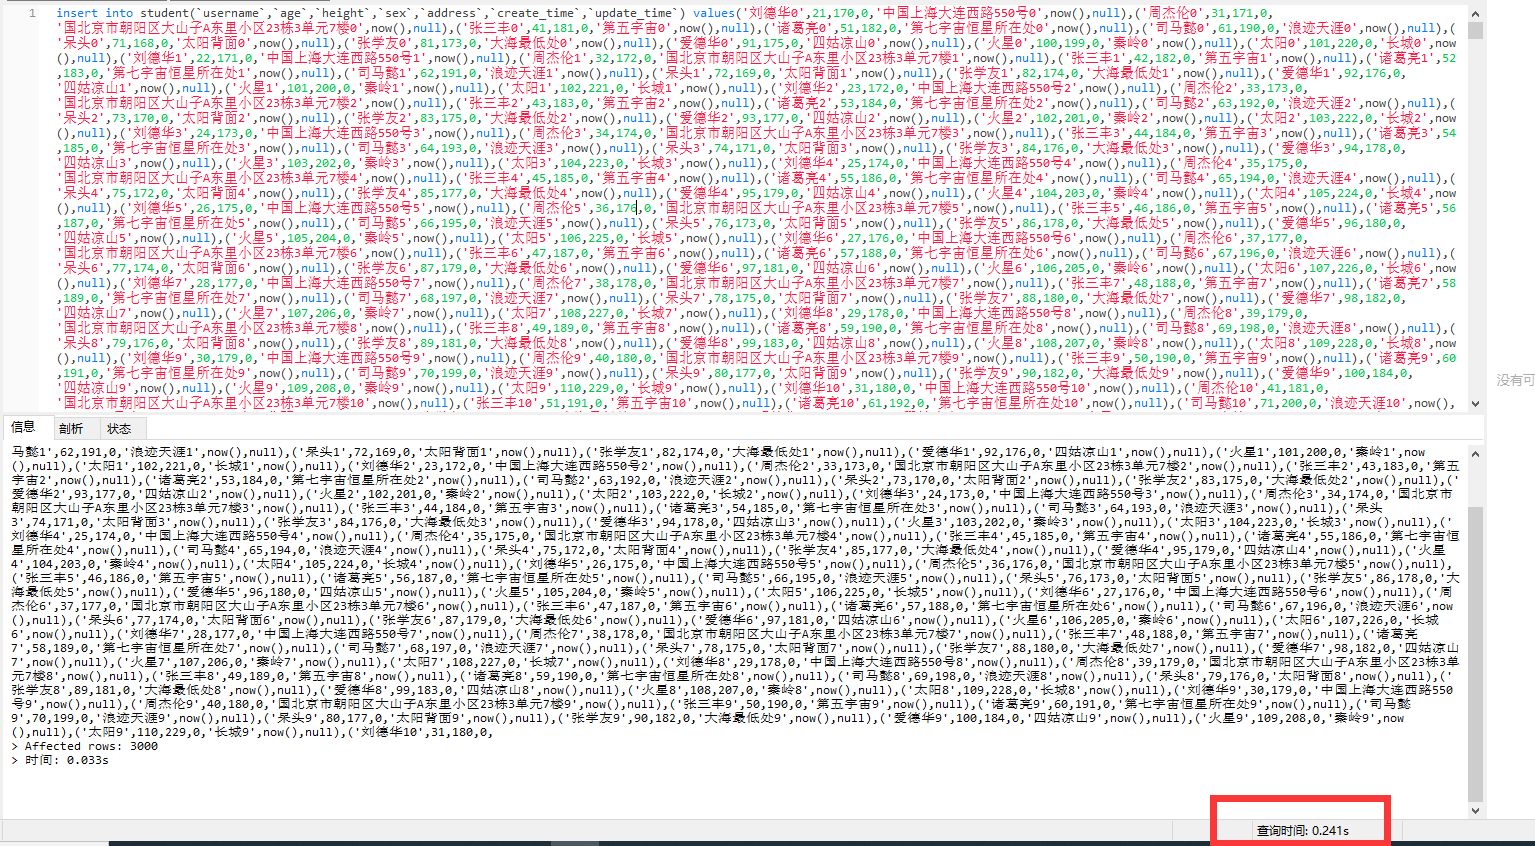 1 insert into student(`username`,`age`,`height`,`sex`,`address`,`create_time`,`update_time`) values('刘德华0',21,170,0,'中国上海大连西路550号0',now(),null),('周杰伦0',31,171,0,
'国北京市朝阳区大山子A东里小区23栋3单元7楼0',now(),null),('张三丰0',41,181,0,'第五宇宙0',now(),null),('诸葛亮0',51,182,0,'第七宇宙恒星所在处0',now(),null),('司马懿0',61,190,0,'浪迹天涯0',now(),null),(
'呆头0',71,168,0,'太阳背面0',now(),null),('张学友0',81,173,0,'大海最低处0',now(),null),('爱德华0',91,175,0,'四姑凉山0',now(),null),('火星0',100,199,0,'秦岭0',now(),null),('太阳0',101,220,0,'长城0',now
(),null),('刘德华1',22,171,0,'中国上海大连西路550号1',now(),null),('周杰伦1',32,172,0,'国北京市朝阳区大山子A东里小区23栋3单元7楼1',now(),null),('张三丰1',42,182,0,'第五宇宙1',now(),null),('诸葛亮1',52
,183,0,'第七宇宙恒星所在处1',now(),null),('司马懿1',62,191,0,'浪迹天涯1',now(),null),('呆头1',72,169,0,'太阳背面1',now(),null),('张学友1',82,174,0,'大海最低处1',now(),null),('爱德华1',92,176,0,
'四姑凉山1',now(),null),('火星1',101,200,0,'秦岭1',now(),null),('太阳1',102,221,0,'长城1',now(),null),('刘德华2',23,172,0,'中国上海大连西路550号2',now(),null),('周杰伦2',33,173,0,
'国北京市朝阳区大山子A东里小区23栋3单元7楼2',now(),null),('张三丰2',43,183,0,'第五宇宙2',now(),null),('诸葛亮2',53,184,0,'第七宇宙恒星所在处2',now(),null),('司马懿2',63,192,0,'浪迹天涯2',now(),null),(
'呆头2',73,170,0,'太阳背面2',now(),null),('张学友2',83,175,0,'大海最低处2',now(),null),('爱德华2',93,177,0,'四姑凉山2',now(),null),('火星2',102,201,0,'秦岭2',now(),null),('太阳2',103,222,0,'长城2',now
(),null),('刘德华3',24,173,0,'中国上海大连西路550号3',now(),null),('周杰伦3',34,174,0,'国北京市朝阳区大山子A东里小区23栋3单元7楼3',now(),null),('张三丰3',44,184,0,'第五宇宙3',now(),null),('诸葛亮3',54
,185,0,'第七宇宙恒星所在处3',now(),null),('司马懿3',64,193,0,'浪迹天涯3',now(),null),('呆头3',74,171,0,'太阳背面3',now(),null),('张学友3',84,176,0,'大海最低处3',now(),null),('爱德华3',94,178,0,
'四姑凉山3',now(),null),('火星3',103,202,0,'秦岭3',now(),null),('太阳3',104,223,0,'长城3',now(),null),('刘德华4',25,174,0,'中国上海大连西路550号4',now(),null),('周杰伦4',35,175,0,
'国北京市朝阳区大山子A东里小区23栋3单元7楼4',now(),null),('张三丰4',45,185,0,'第五宇宙4',now(),null),('诸葛亮4',55,186,0,'第七宇宙恒星所在处4',now(),null),('司马懿4',65,194,0,'浪迹天涯4',now(),null),(
'呆头4',75,172,0,'太阳背面4',now(),null),('张学友4',85,177,0,'大海最低处4',now(),null),('爱德华4',95,179,0,'四姑凉山4',now(),null),('火星4',104,203,0,'秦岭4',now(),null),('太阳4',105,224,0,'长城4',now
(),null),('刘德华5',26,175,0,'中国上海大连西路550号5',now(),null),('周杰伦5',36,176,0,'国北京市朝阳区大山子A东里小区23栋3单元7楼5',now(),null),('张三丰5',46,186,0,'第五宇宙5',now(),null),('诸葛亮5',56
,187,0,'第七宇宙恒星所在处5',now(),null),('司马懿5',66,195,0,'浪迹天涯5',now(),null),('呆头5',76,173,0,'太阳背面5',now(),null),('张学友5',86,178,0,'大海最低处5',now(),null),('爱德华5',96,180,0,
'四姑凉山5',now(),null),('火星5',105,204,0,'秦岭5',now(),null),('太阳5',106,225,0,'长城5',now(),null),('刘德华6',27,176,0,'中国上海大连西路550号6',now(),null),('周杰伦6',37,177,0,
'国北京市朝阳区大山子A东里小区23栋3单元7楼6',now(),null),('张三丰6',47,187,0,'第五宇宙6',now(),null),('诸葛亮6',57,188,0,'第七宇宙恒星所在处6',now(),null),('司马懿6',67,196,0,'浪迹天涯6',now(),null),(
'呆头6',77,174,0,'太阳背面6',now(),null),('张学友6',87,179,0,'大海最低处6',now(),null),('爱德华6',97,181,0,'四姑凉山6',now(),null),('火星6',106,205,0,'秦岭6',now(),null),('太阳6',107,226,0,'长城6',now
(),null),('刘德华7',28,177,0,'中国上海大连西路550号7',now(),null),('周杰伦7',38,178,0,'国北京市朝阳区大山子A东里小区23栋3单元7楼7',now(),null),('张三丰7',48,188,0,'第五宇宙7',now(),null),('诸葛亮7',58
,189,0,'第七宇宙恒星所在处7',now(),null),('司马懿7',68,197,0,'浪迹天涯7',now(),null),('呆头7',78,175,0,'太阳背面7',now(),null),('张学友7',88,180,0,'大海最低处7',now(),null),('爱德华7',98,182,0,
'四姑凉山7',now(),null),('火星7',107,206,0,'秦岭7',now(),null),('太阳7',108,227,0,'长城7',now(),null),('刘德华8',29,178,0,'中国上海大连西路550号8',now(),null),('周杰伦8',39,179,0,
'国北京市朝阳区大山子A东里小区23栋3单元7楼8',now(),null),('张三丰8',49,189,0,'第五宇宙8',now(),null),('诸葛亮8',59,190,0,'第七宇宙恒星所在处8',now(),null),('司马懿8',69,198,0,'浪迹天涯8',now(),null),(
'呆头8',79,176,0,'太阳背面8',now(),null),('张学友8',89,181,0,'大海最低处8',now(),null),('爱德华8',99,183,0,'四姑凉山8',now(),null),('火星8',108,207,0,'秦岭8',now(),null),('太阳8',109,228,0,'长城8',now
(),null),('刘德华9',30,179,0,'中国上海大连西路550号9',now(),null),('周杰伦9',40,180,0,'国北京市朝阳区大山子A东里小区23栋3单元7楼9',now(),null),('张三丰9',50,190,0,'第五宇宙9',now(),null),('诸葛亮9',60
,191,0,'第七宇宙恒星所在处9',now(),null),('司马懿9',70,199,0,'浪迹天涯9',now(),null),('呆头9',80,177,0,'太阳背面9',now(),null),('张学友9',90,182,0,'大海最低处9',now(),null),('爱德华9',100,184,0,
'四姑凉山9',now(),null),('火星9',109,208,0,'秦岭9',now(),null),('太阳9',110,229,0,'长城9',now(),null),('刘德华10',31,180,0,'中国上海大连西路550号10',now(),null),('周杰伦10',41,181,0,
'国北京市朝阳区大山子A东里小区23栋3单元7楼10',now(),null),('张三丰10',51,191,0,'第五宇宙10',now(),null),('诸葛亮10',61,192,0,'第七宇宙恒星所在处10',now(),null),('司马懿10',71,200,0,'浪迹天涯10',now(),
没有可
信息 剖析 状态
马懿1',62,191,0,'浪迹天涯1',now(),null),('呆头1',72,169,0,'太阳背面1',now(),null),('张学友1',82,174,0,'大海最低处1',now(),null),('爱德华1',92,176,0,'四姑凉山1',now(),null),('火星1',101,200,0,'秦岭1',now
(),null),('太阳1',102,221,0,'长城1',now(),null),('刘德华2',23,172,0,'中国上海大连西路550号2',now(),null),('周杰伦2',33,173,0,'国北京市朝阳区大山子A东里小区23栋3单元7楼2',now(),null),('张三丰2',43,183,0,'第五
宇宙2',now(),null),('诸葛亮2',53,184,0,'第七宇宙恒星所在处2',now(),null),('司马懿2',63,192,0,'浪迹天涯2',now(),null),('呆头2',73,170,0,'太阳背面2',now(),null),('张学友2',83,175,0,'大海最低处2',now(),null),('
爱德华2',93,177,0,'四姑凉山2',now(),null),('火星2',102,201,0,'秦岭2',now(),null),('太阳2',103,222,0,'长城2',now(),null),('刘德华3',24,173,0,'中国上海大连西路550号3',now(),null),('周杰伦3',34,174,0,'国北京市
朝阳区大山子A东里小区23栋3单元7楼3',now(),null),('张三丰3',44,184,0,'第五宇宙3',now(),null),('诸葛亮3',54,185,0,'第七宇宙恒星所在处3',now(),null),('司马懿3',64,193,0,'浪迹天涯3',now(),null),('呆头
3',74,171,0,'太阳背面3',now(),null),('张学友3',84,176,0,'大海最低处3',now(),null),('爱德华3',94,178,0,'四姑凉山3',now(),null),('火星3',103,202,0,'秦岭3',now(),null),('太阳3',104,223,0,'长城3',now(),null),('
刘德华4',25,174,0,'中国上海大连西路550号4',now(),null),('周杰伦4',35,175,0,'国北京市朝阳区大山子A东里小区23栋3单元7楼4',now(),null),('张三丰4',45,185,0,'第五宇宙4',now(),null),('诸葛亮4',55,186,0,'第七宇宙恒
星所在处4',now(),null),('司马懿4',65,194,0,'浪迹天涯4',now(),null),('呆头4',75,172,0,'太阳背面4',now(),null),('张学友4',85,177,0,'大海最低处4',now(),null),('爱德华4',95,179,0,'四姑凉山4',now(),null),('火星
4',104,203,0,'秦岭4',now(),null),('太阳4',105,224,0,'长城4',now(),null),('刘德华5',26,175,0,'中国上海大连西路550号5',now(),null),('周杰伦5',36,176,0,'国北京市朝阳区大山子A东里小区23栋3单元7楼5',now(),null),
('张三丰5',46,186,0,'第五宇宙5',now(),null),('诸葛亮5',56,187,0,'第七宇宙恒星所在处5',now(),null),('司马懿5',66,195,0,'浪迹天涯5',now(),null),('呆头5',76,173,0,'太阳背面5',now(),null),('张学友5',86,178,0,'大
海最低处5',now(),null),('爱德华5',96,180,0,'四姑凉山5',now(),null),('火星5',105,204,0,'秦岭5',now(),null),('太阳5',106,225,0,'长城5',now(),null),('刘德华6',27,176,0,'中国上海大连西路550号6',now(),null),('周
杰伦6',37,177,0,'国北京市朝阳区大山子A东里小区23栋3单元7楼6',now(),null),('张三丰6',47,187,0,'第五宇宙6',now(),null),('诸葛亮6',57,188,0,'第七宇宙恒星所在处6',now(),null),('司马懿6',67,196,0,'浪迹天涯6',now
(),null),('呆头6',77,174,0,'太阳背面6',now(),null),('张学友6',87,179,0,'大海最低处6',now(),null),('爱德华6',97,181,0,'四姑凉山6',now(),null),('火星6',106,205,0,'秦岭6',now(),null),('太阳6',107,226,0,'长城
6',now(),null),('刘德华7',28,177,0,'中国上海大连西路550号7',now(),null),('周杰伦7',38,178,0,'国北京市朝阳区大山子A东里小区23栋3单元7楼7',now(),null),('张三丰7',48,188,0,'第五宇宙7',now(),null),('诸葛亮
7',58,189,0,'第七宇宙恒星所在处7',now(),null),('司马懿7',68,197,0,'浪迹天涯7',now(),null),('呆头7',78,175,0,'太阳背面7',now(),null),('张学友7',88,180,0,'大海最低处7',now(),null),('爱德华7',98,182,0,'四姑凉山
7',now(),null),('火星7',107,206,0,'秦岭7',now(),null),('太阳7',108,227,0,'长城7',now(),null),('刘德华8',29,178,0,'中国上海大连西路550号8',now(),null),('周杰伦8',39,179,0,'国北京市朝阳区大山子A东里小区23栋3单
元7楼8',now(),null),('张三丰8',49,189,0,'第五宇宙8',now(),null),('诸葛亮8',59,190,0,'第七宇宙恒星所在处8',now(),null),('司马懿8',69,198,0,'浪迹天涯8',now(),null),('呆头8',79,176,0,'太阳背面8',now(),null),('
张学友8',89,181,0,'大海最低处8',now(),null),('爱德华8',99,183,0,'四姑凉山8',now(),null),('火星8',108,207,0,'秦岭8',now(),null),('太阳8',109,228,0,'长城8',now(),null),('刘德华9',30,179,0,'中国上海大连西路55
0号9',now(),null),('周杰伦9',40,180,0,'国北京市朝阳区大山子A东里小区23栋3单元7楼9',now(),null),('张三丰9',50,190,0,'第五宇宙9',now(),null),('诸葛亮9',60,191,0,'第七宇宙恒星所在处9',now(),null),('司马懿
9',70,199,0,'浪迹天涯9',now(),null),('呆头9',80,177,0,'太阳背面9',now(),null),('张学友9',90,182,0,'大海最低处9',now(),null),('爱德华9',100,184,0,'四姑凉山9',now(),null),('火星9',109,208,0,'秦岭9',now
(),null),('太阳9',110,229,0,'长城9',now(),null),('刘德华10',31,180,0,
> Affected rows: 3000
> 时间: 0.033s
查询时间: 0.241s